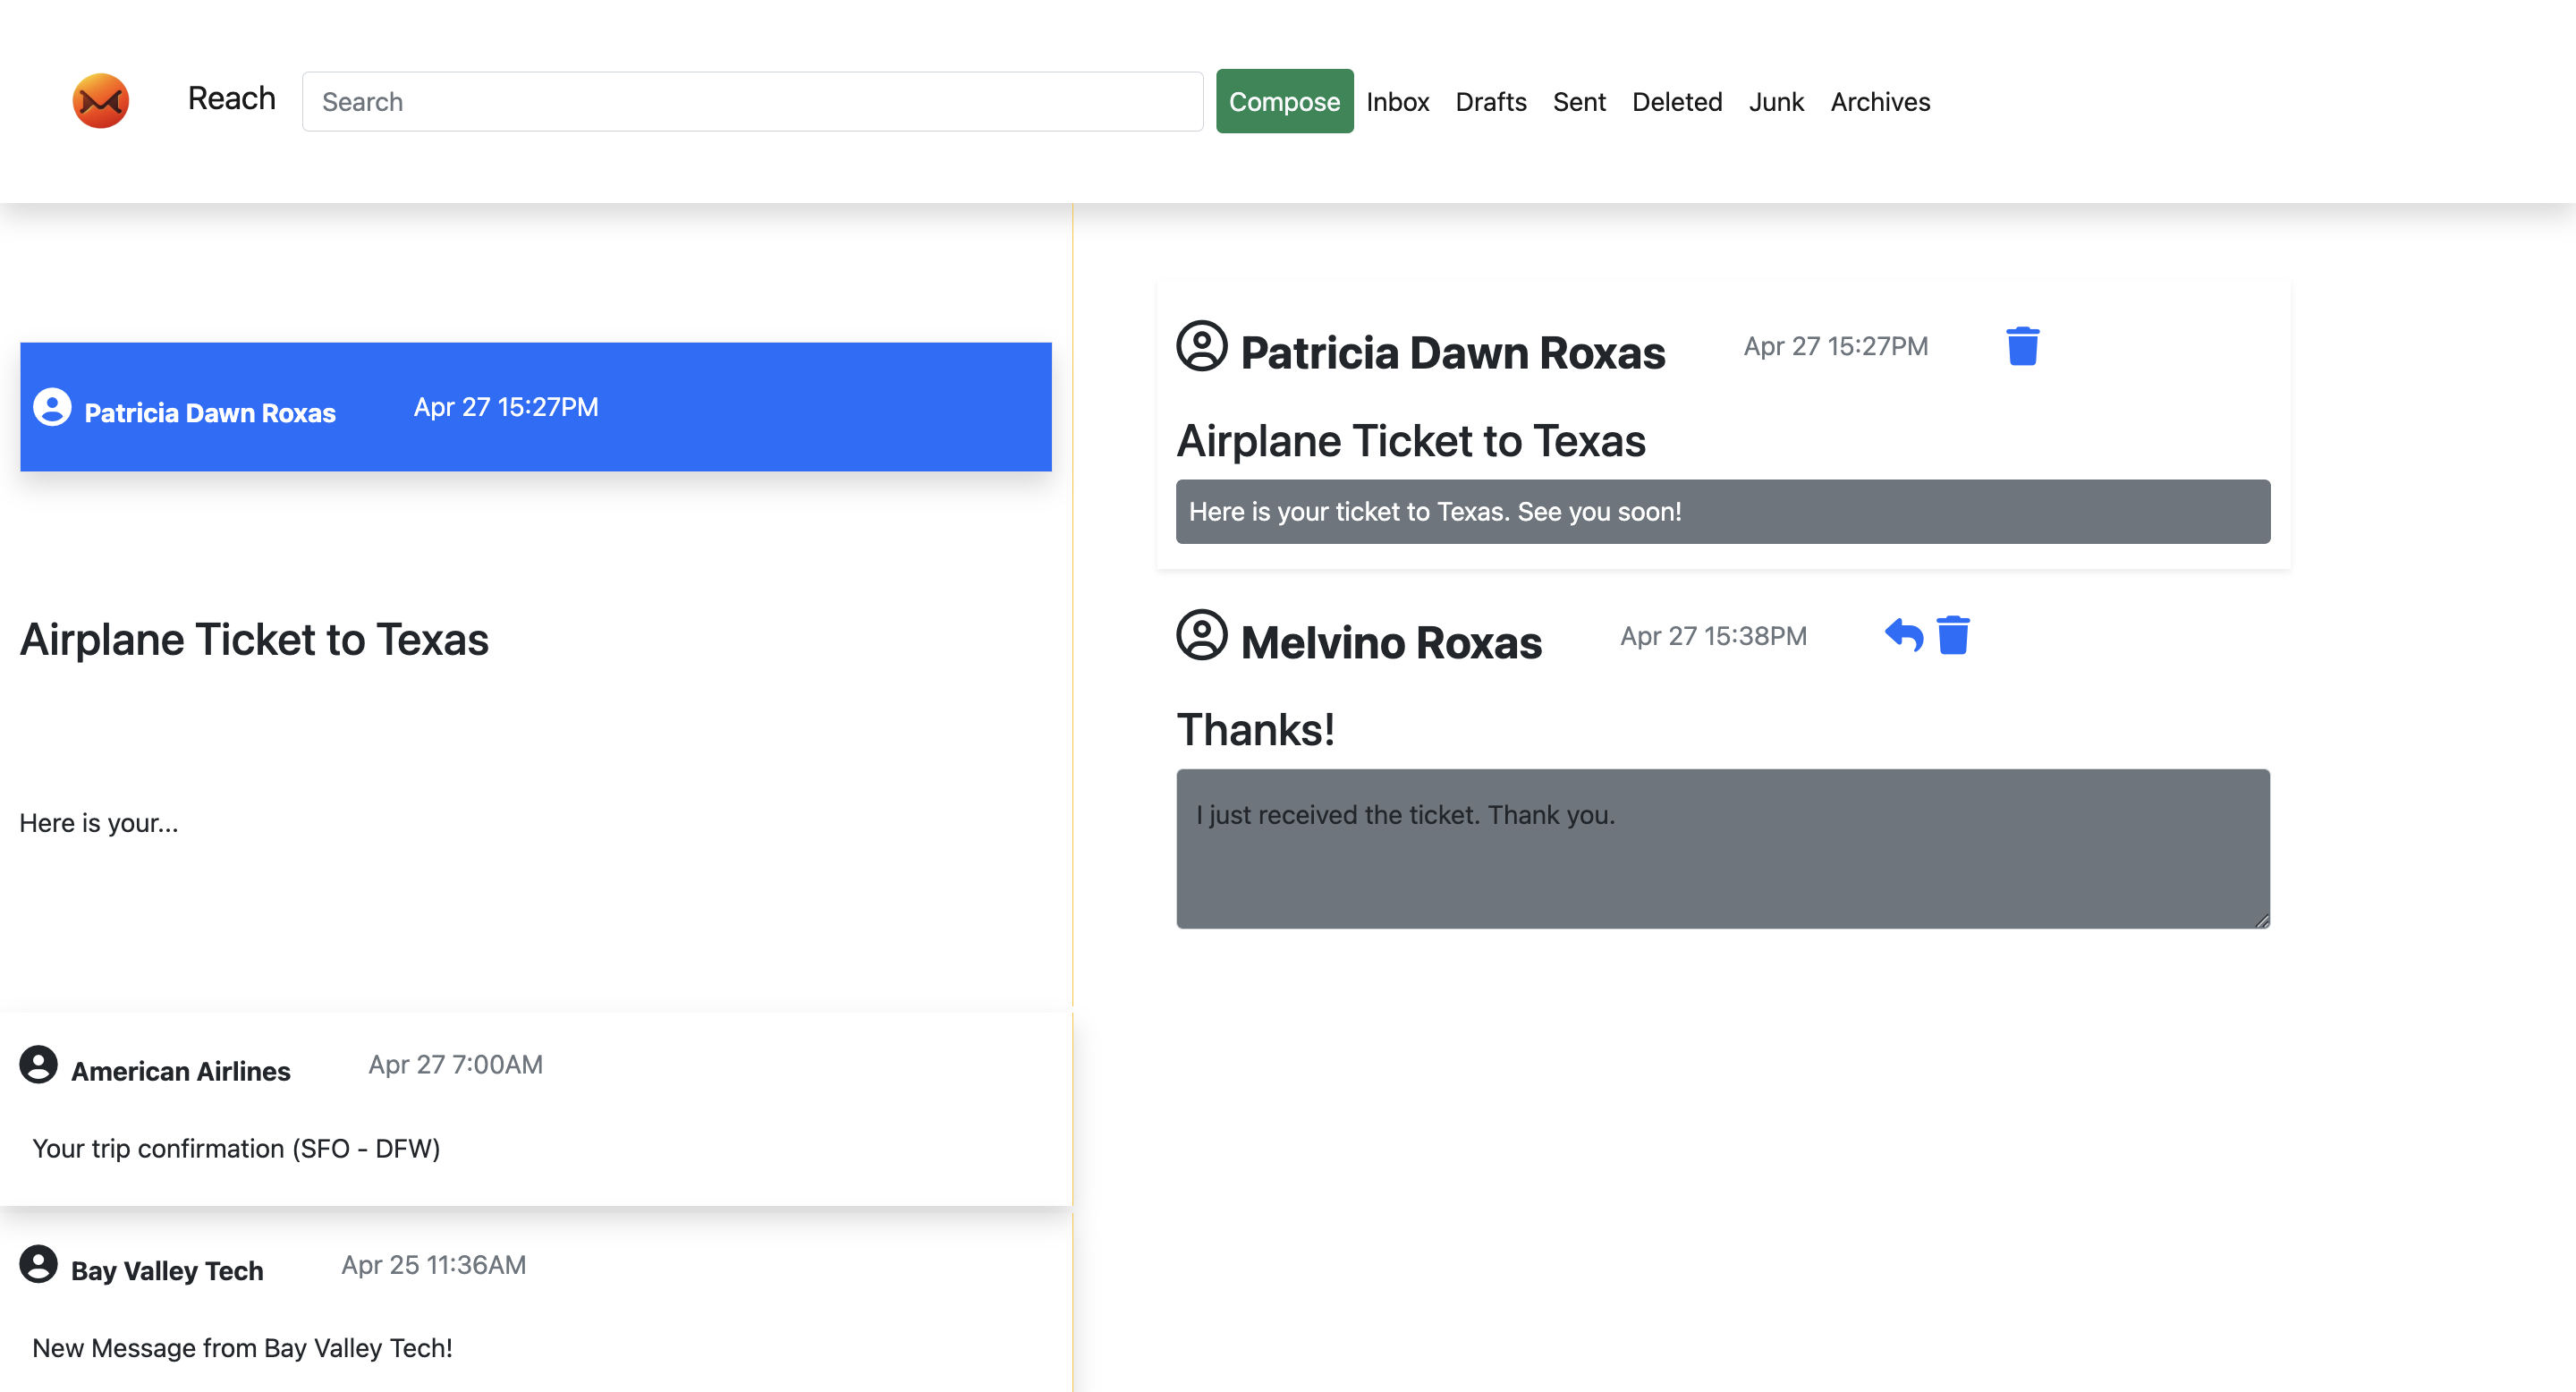 Reach Search Compose Inbox Drafts Sent Deleted Junk Archives
Patricia Dawn Roxas Apr 27 15:27PM
Airplane Ticket to Texas
Here is your...
American Airlines Apr 27 7:00AM
Your trip confirmation (SFO - DFW)
Bay Valley Tech Apr 25 11:36AM
New Message from Bay Valley Tech!
Patricia Dawn Roxas Apr 27 15:27PM
Airplane Ticket to Texas
Here is your ticket to Texas. See you soon!
Melvino Roxas Apr 27 15:38PM
Thanks!
I just received the ticket. Thank you.